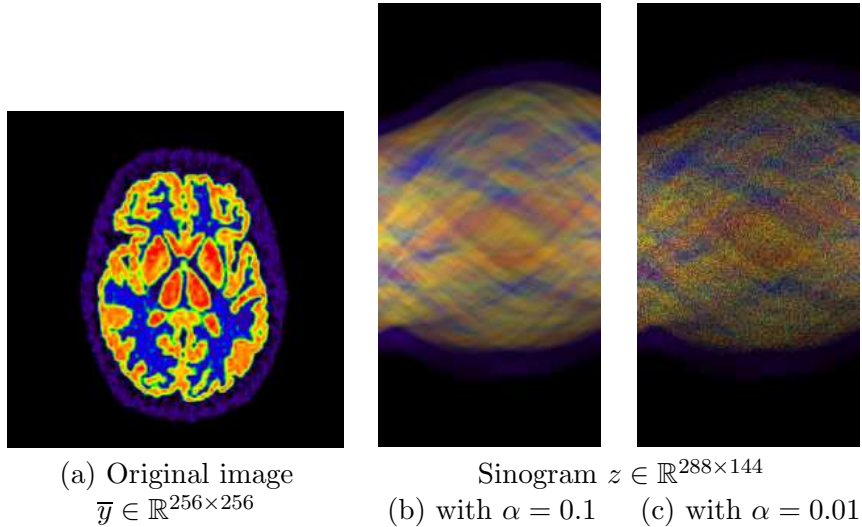 (a) Original image
y̅ ∈ ℝ^{256×256}
Sinogram z ∈ ℝ^{288×144}
(b) with α = 0.1
(c) with α = 0.01